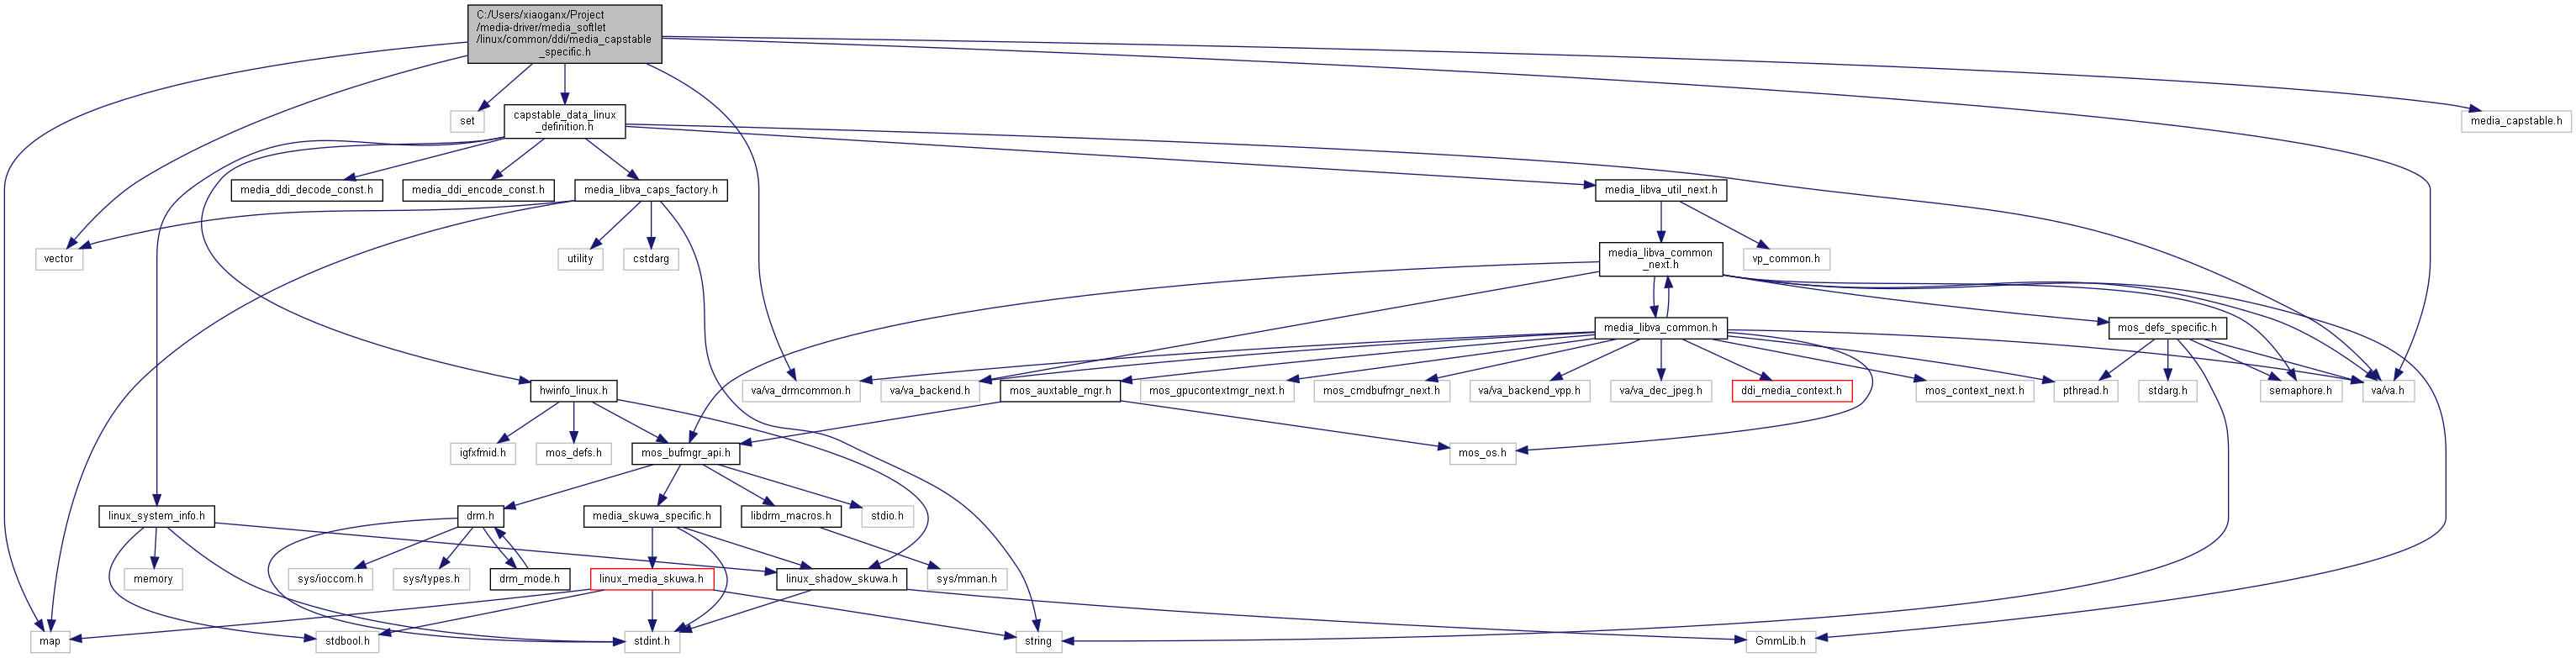 C:/Users/xiaoganx/Project
/media-driver/media_softlet
/linux/common/ddi/media_capstable
_specific.h
set
capstable_data_linux
_definition.h
media_capstable.h
media_ddi_decode_const.h
media_ddi_encode_const.h
media_libva_caps_factory.h
media_libva_util_next.h
vector
utility
cstdarg
media_libva_common
_next.h
vp_common.h
media_libva_common.h
mos_defs_specific.h
hwinfo_linux.h
va/va_drmcommon.h
va/va_backend.h
mos_auxtable_mgr.h
mos_gpucontextmgr_next.h
mos_cmdbufmgr_next.h
va/va_backend_vpp.h
va/va_dec_jpeg.h
ddi_media_context.h
mos_context_next.h
pthread.h
stdarg.h
semaphore.h
va/va.h
igfxfmid.h
mos_defs.h
mos_bufmgr_api.h
mos_os.h
linux_system_info.h
drm.h
media_skuwa_specific.h
libdrm_macros.h
stdio.h
memory
sys/ioccom.h
sys/types.h
drm_mode.h
linux_media_skuwa.h
linux_shadow_skuwa.h
sys/mman.h
map
stdbool.h
stdint.h
string
GmmLib.h